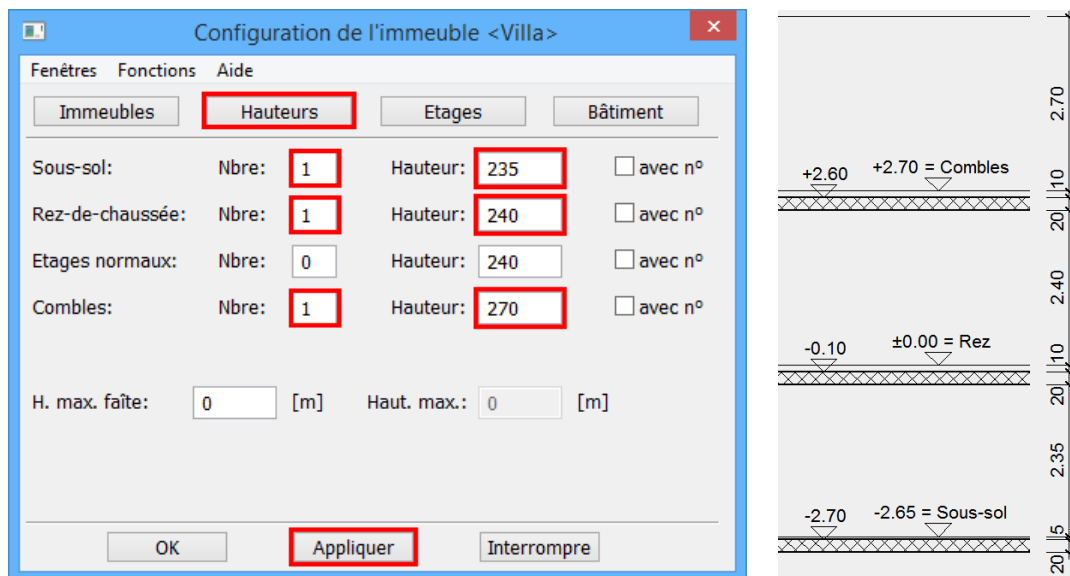 Configuration de l'immeuble <Villa>
Fenêtres Fonctions Aide
Immeubles Hauteurs Etages Bâtiment
Sous-sol: Nbre: 1 Hauteur: 235 avec nº
Rez-de-chaussée: Nbre: 1 Hauteur: 240 avec nº
Etages normaux: Nbre: 0 Hauteur: 240 avec nº
Combles: Nbre: 1 Hauteur: 270 avec nº
H. max. faîte: 0 [m] Haut. max.: 0 [m]
OK Appliquer Interrompre
2.70
+2.60 +2.70 = Combles
10
20
2.40
-0.10 ±0.00 = Rez
10
20
2.35
-2.70 -2.65 = Sous-sol
5
20